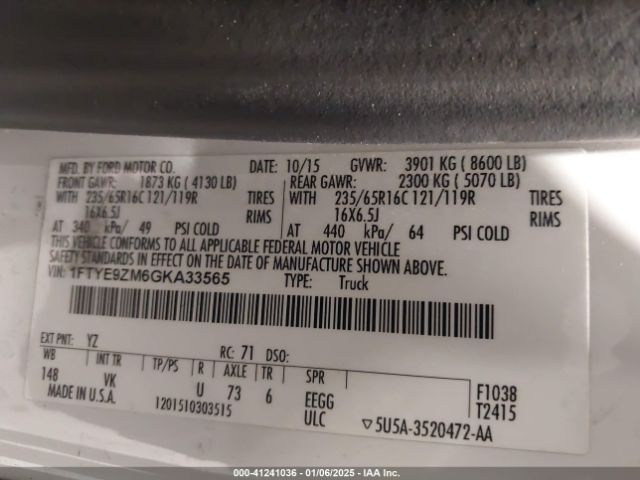 MFD. BY FORD MOTOR CO. DATE: 10/15 GVWR: 3901 KG ( 8600 LB)
FRONT GAWR: 1873 KG ( 4130 LB) REAR GAWR: 2300 KG ( 5070 LB)
WITH 235/65R16C 121/119R TIRES WITH 235/65R16C 121/119R TIRES
16X6.5J RIMS 16X6.5J RIMS
AT 340 kPa/ 49 PSI COLD AT 440 kPa/ 64 PSI COLD
THIS VEHICLE CONFORMS TO ALL APPLICABLE FEDERAL MOTOR VEHICLE
SAFETY STANDARDS IN EFFECT ON THE DATE OF MANUFACTURE SHOWN ABOVE.
VIN: 1FTYE9ZM6GKA33565 TYPE: Truck
EXT PNT: YZ RC: 71 DSO:
WB INT TR TP/PS R AXLE TR SPR
148 VK U 73 6 EEGG F1038
MADE IN U.S.A. 1201510303515 ULC T2415
▽5U5A-3520472-AA
000-41241036 - 01/06/2025 - IAA Inc.